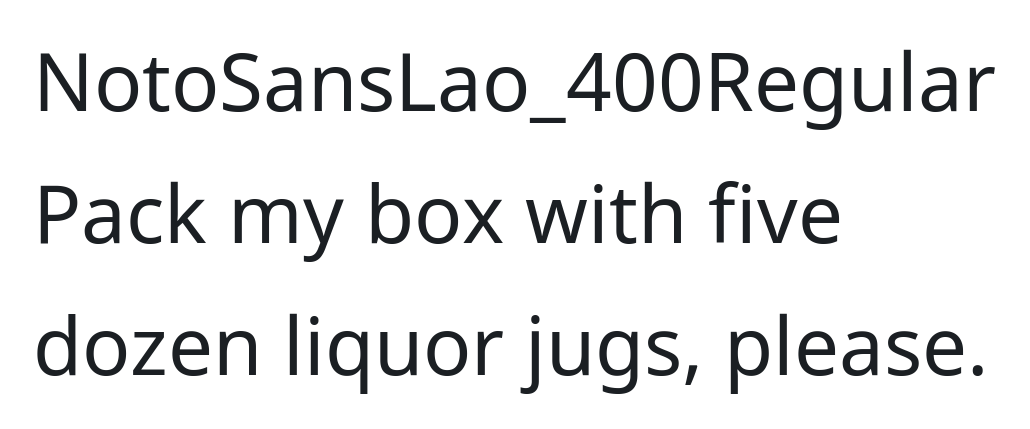 NotoSansLao_400Regular
Pack my box with five
dozen liquor jugs, please.